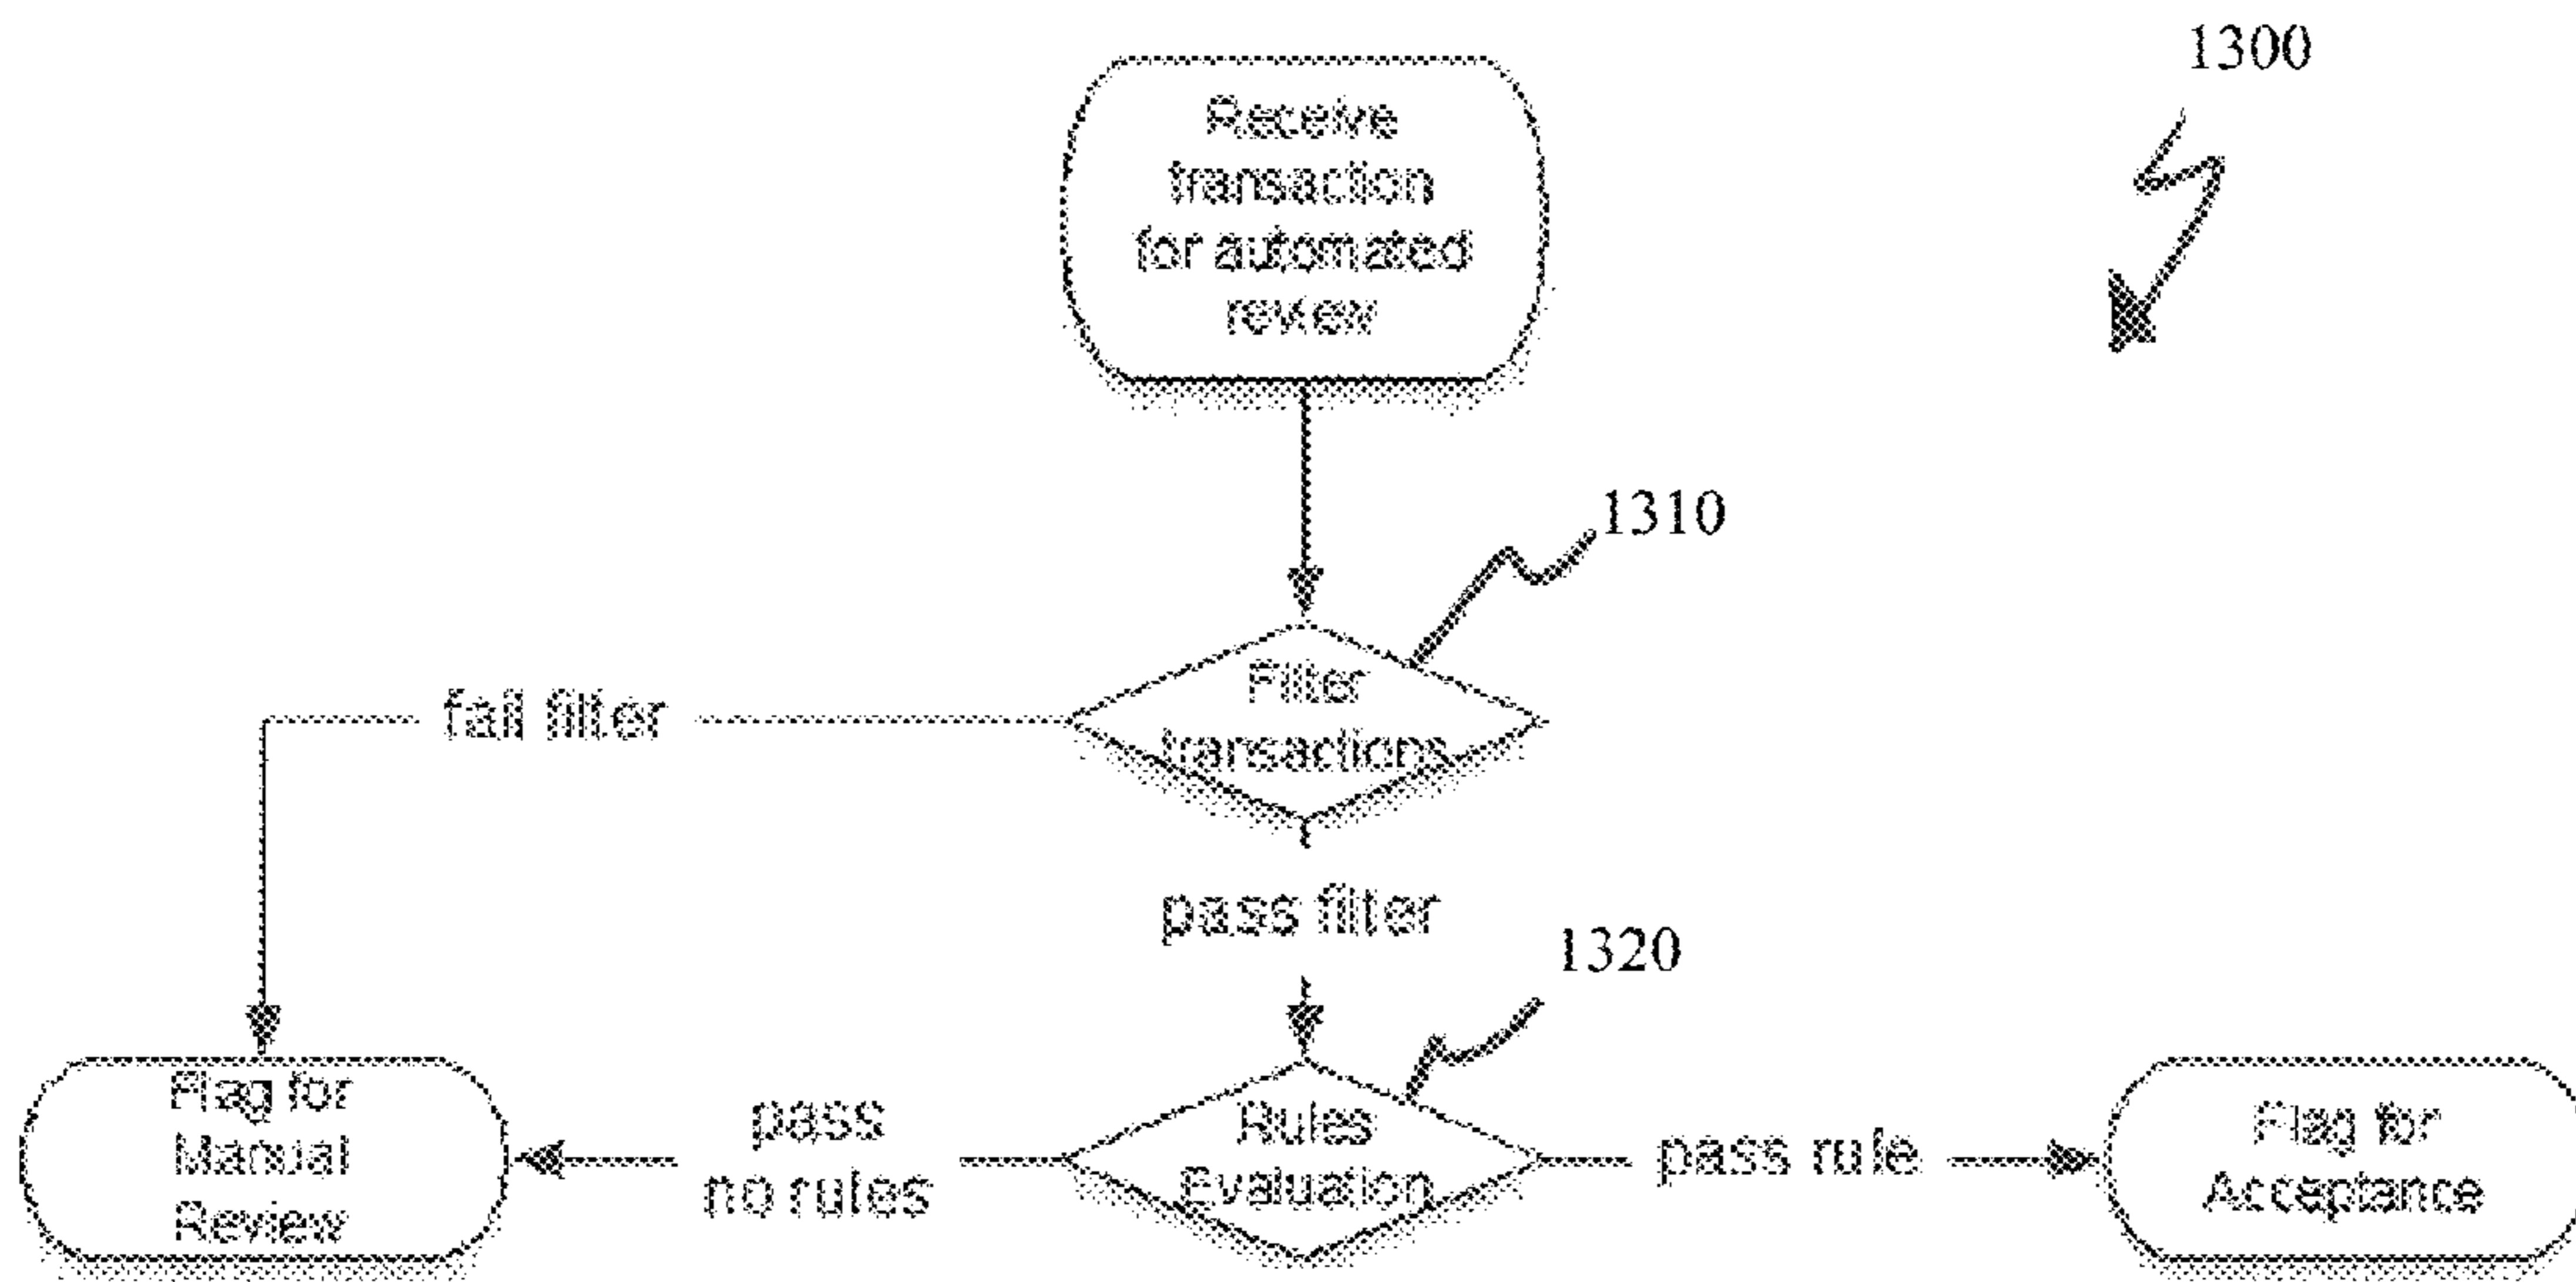 1300
Receive
transaction
for automated
review
1310
Filter
transactions
fail filter
pass filter
1320
Flag for
Manual
Review
pass
no rules
Rules
Evaluation
pass rule
Flag for
Acceptance